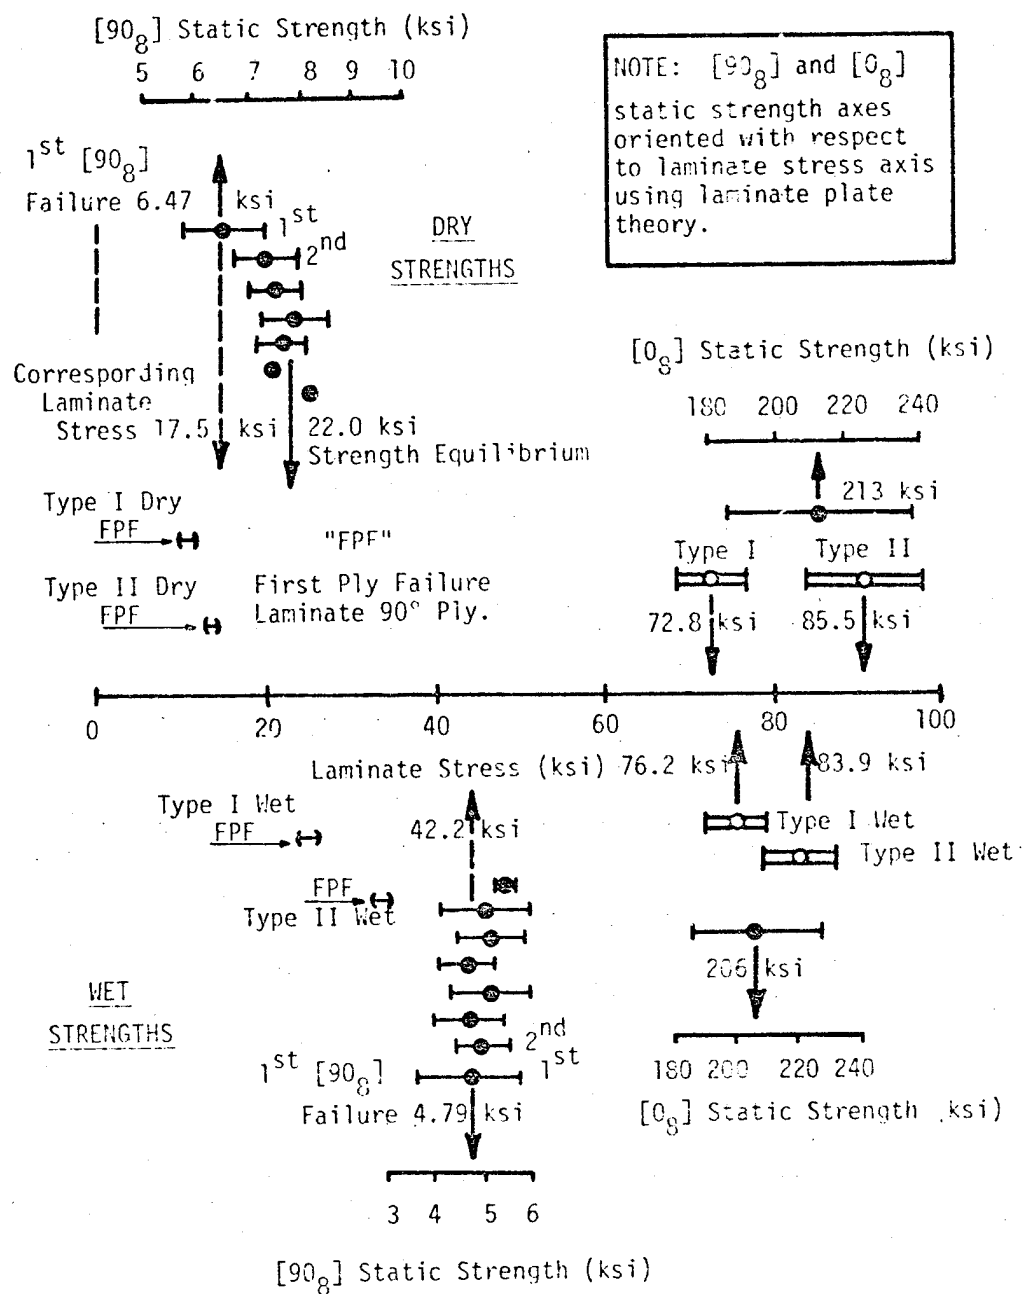 [90₈] Static Strength (ksi)
5 6 7 8 9 10
NOTE: [90₈] and [0₈]
static strength axes
oriented with respect
to laminate stress axis
using laminate plate
theory.
1st [90₈]
Failure 6.47 ksi
1st
2nd
DRY
STRENGTHS
Corresponding
Laminate
Stress 17.5 ksi
22.0 ksi
Strength Equilibrium
[0₈] Static Strength (ksi)
180 200 220 240
213 ksi
Type I Dry
FPF
"FPF"
Type I
Type II
Type II Dry
FPF
First Ply Failure
Laminate 90° Ply.
72.8 ksi
85.5 ksi
0 20 40 60 80 100
Laminate Stress (ksi)
76.2 ksi
83.9 ksi
Type I Wet
FPF
42.2 ksi
Type I Wet
Type II Wet
FPF
Type II Wet
206 ksi
WET
STRENGTHS
2nd
1st
1st [90₈]
Failure 4.79 ksi
180 200 220 240
[0₈] Static Strength ksi)
3 4 5 6
[90₈] Static Strength (ksi)